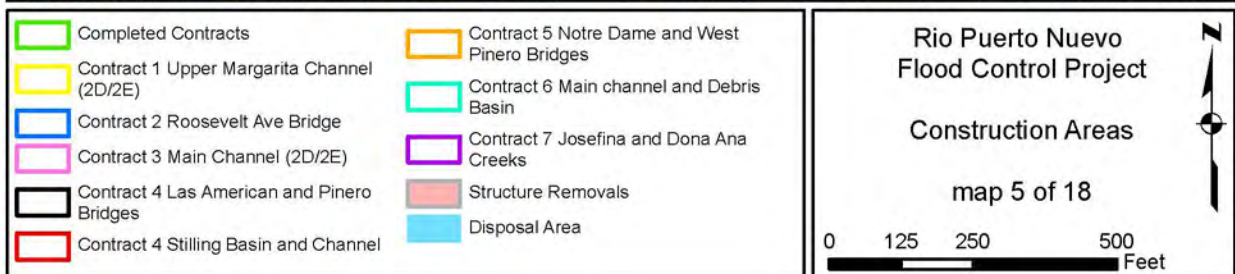 Completed Contracts
Contract 1 Upper Margarita Channel
(2D/2E)
Contract 2 Roosevelt Ave Bridge
Contract 3 Main Channel (2D/2E)
Contract 4 Las American and Pinero
Bridges
Contract 4 Stilling Basin and Channel
Contract 5 Notre Dame and West
Pinero Bridges
Contract 6 Main channel and Debris
Basin
Contract 7 Josefina and Dona Ana
Creeks
Structure Removals
Disposal Area
Rio Puerto Nuevo
Flood Control Project
Construction Areas
map 5 of 18
N
0 125 250 500
Feet